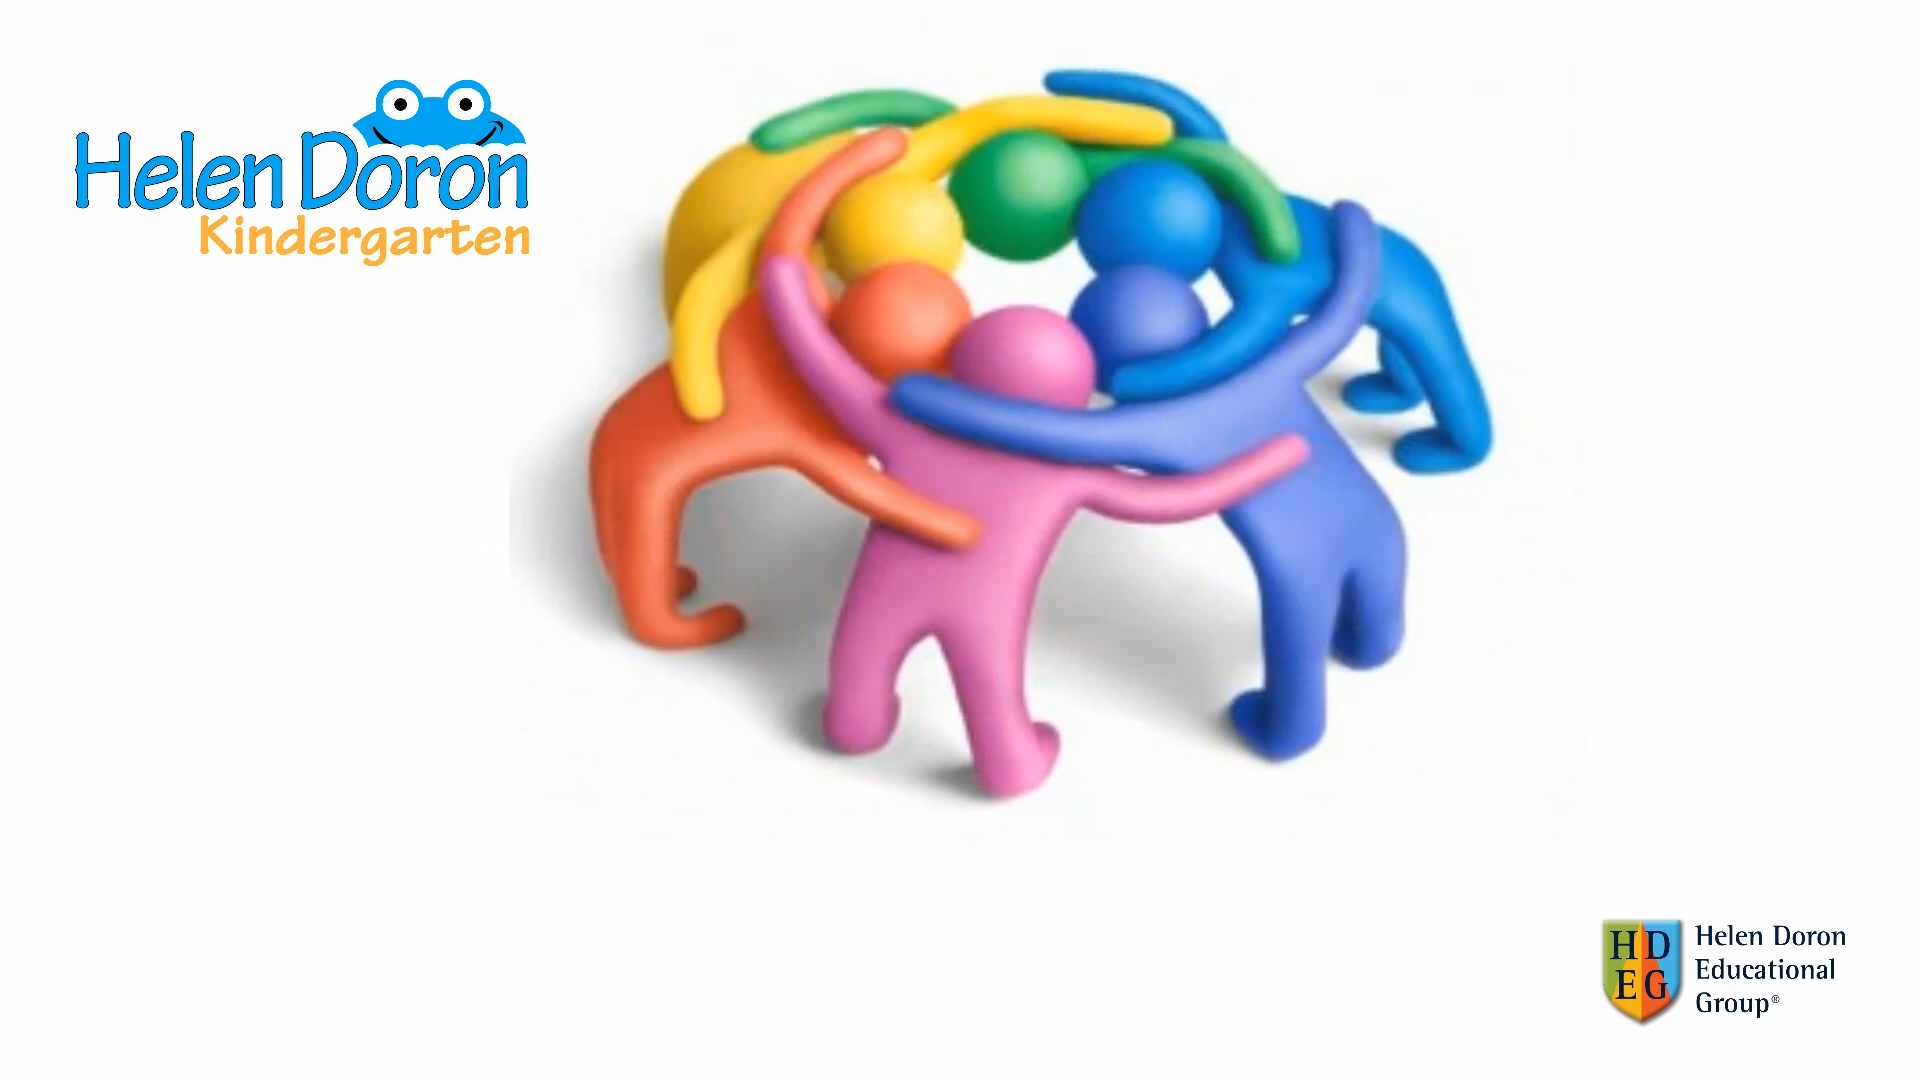 Helen Doron
Kindergarten
HD
EG
Helen Doron
Educational
Group®